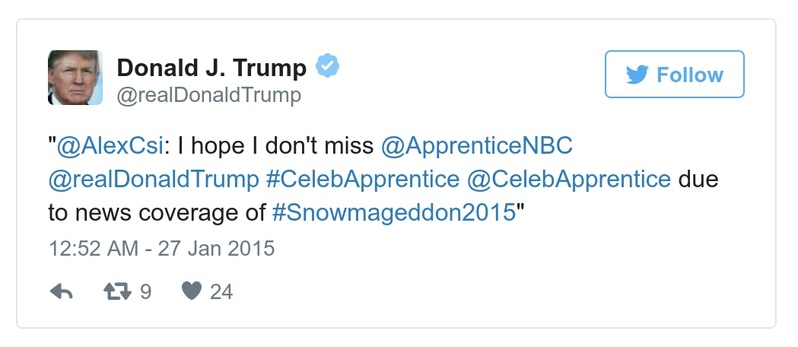 Donald J. Trump
@realDonaldTrump
Follow
"@AlexCsi: I hope I don't miss @ApprenticeNBC
@realDonaldTrump #CelebApprentice @CelebApprentice due
to news coverage of #Snowmageddon2015"
12:52 AM - 27 Jan 2015
9
24